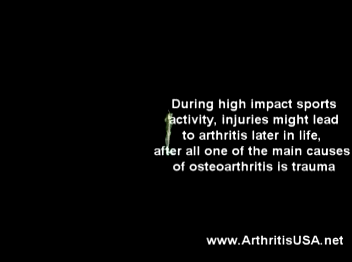 During high impact sports
activity, injuries might lead
to arthritis later in life,
after all one of the main causes
of osteoarthritis is trauma
www.ArthritisUSA.net